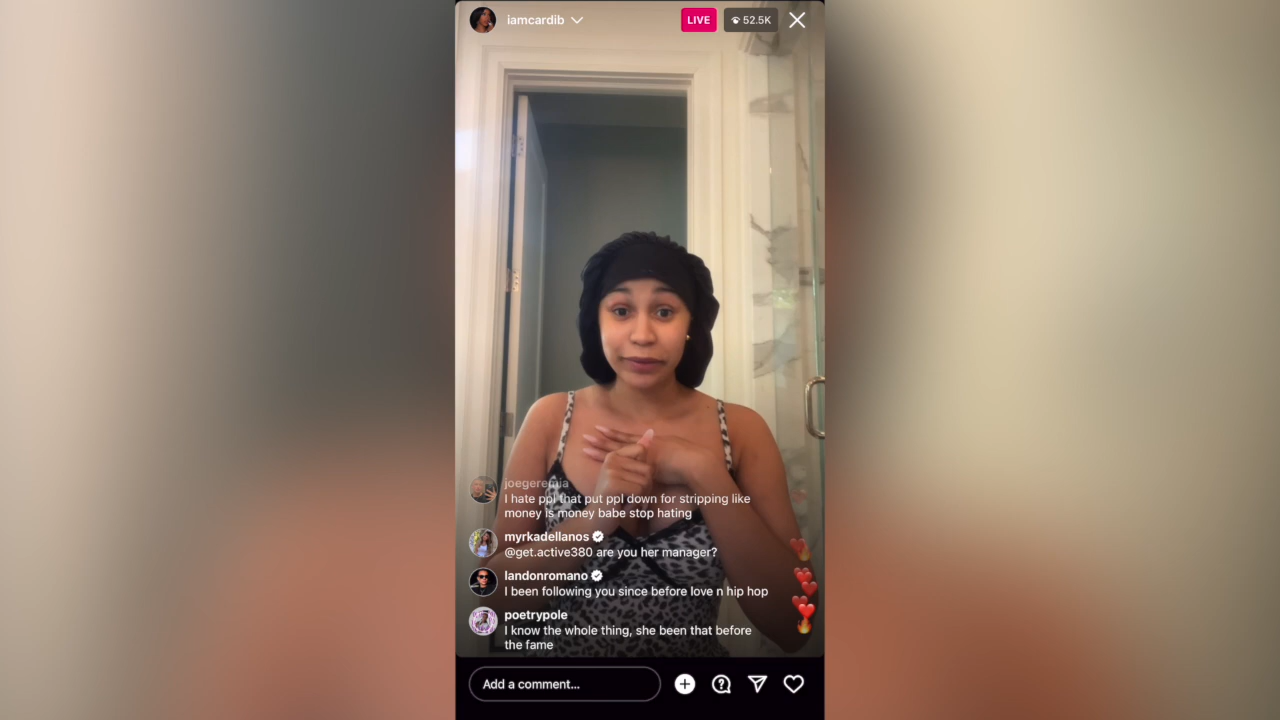 iamcardib
LIVE
52.5K
joegeremia
I hate ppl that put ppl down for stripping like
money is money babe stop hating
myrkadellanos
@get.active380 are you her manager?
landonromano
I been following you since before love n hip hop
poetrypole
I know the whole thing, she been that before
the fame
Add a comment...